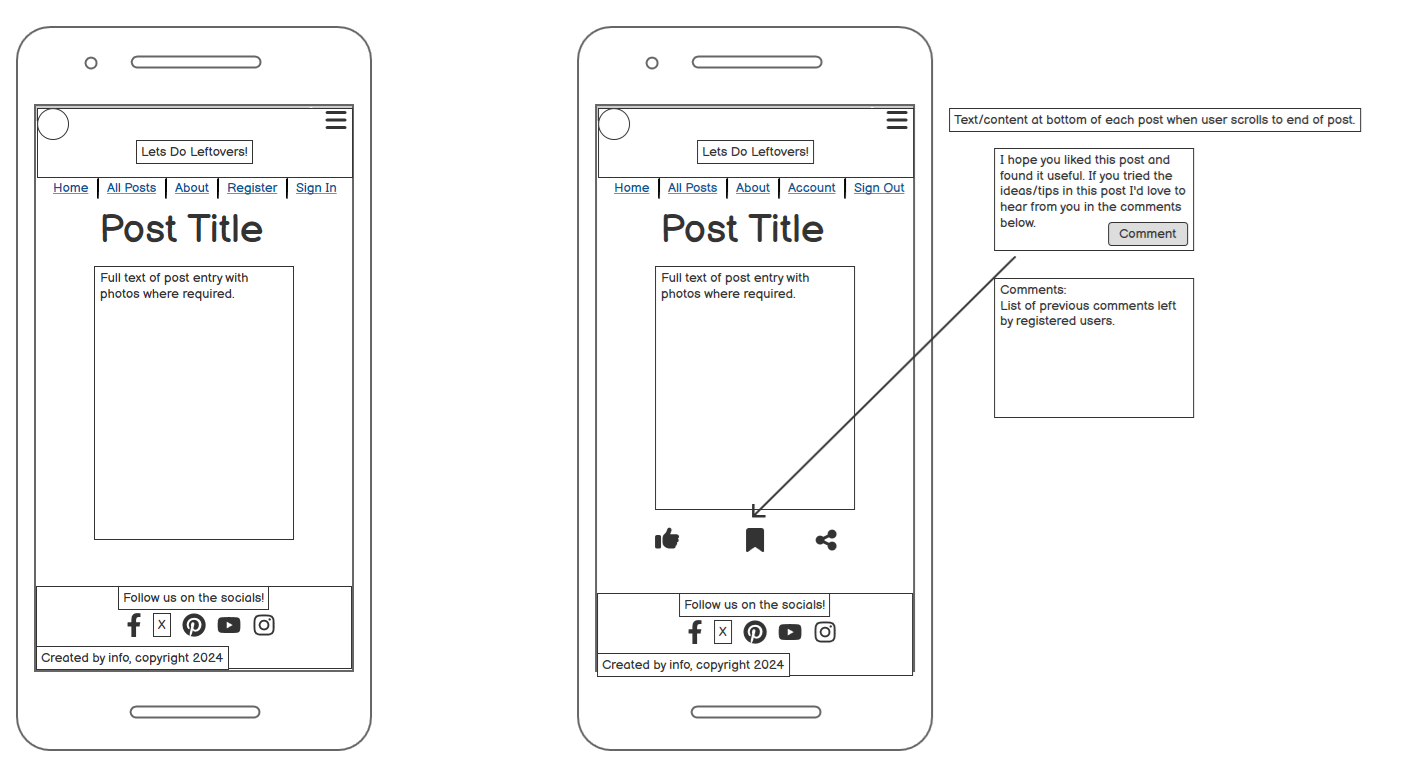 Lets Do Leftovers!
Home All Posts About Register Sign In
Post Title
Full text of post entry with
photos where required.
Follow us on the socials!
X
Created by info, copyright 2024
Lets Do Leftovers!
Home All Posts About Account Sign Out
Post Title
Full text of post entry with
photos where required.
Follow us on the socials!
X
Created by info, copyright 2024
Text/content at bottom of each post when user scrolls to end of post.
I hope you liked this post and
found it useful. If you tried the
ideas/tips in this post I'd love to
hear from you in the comments
below.
Comment
Comments:
List of previous comments left
by registered users.